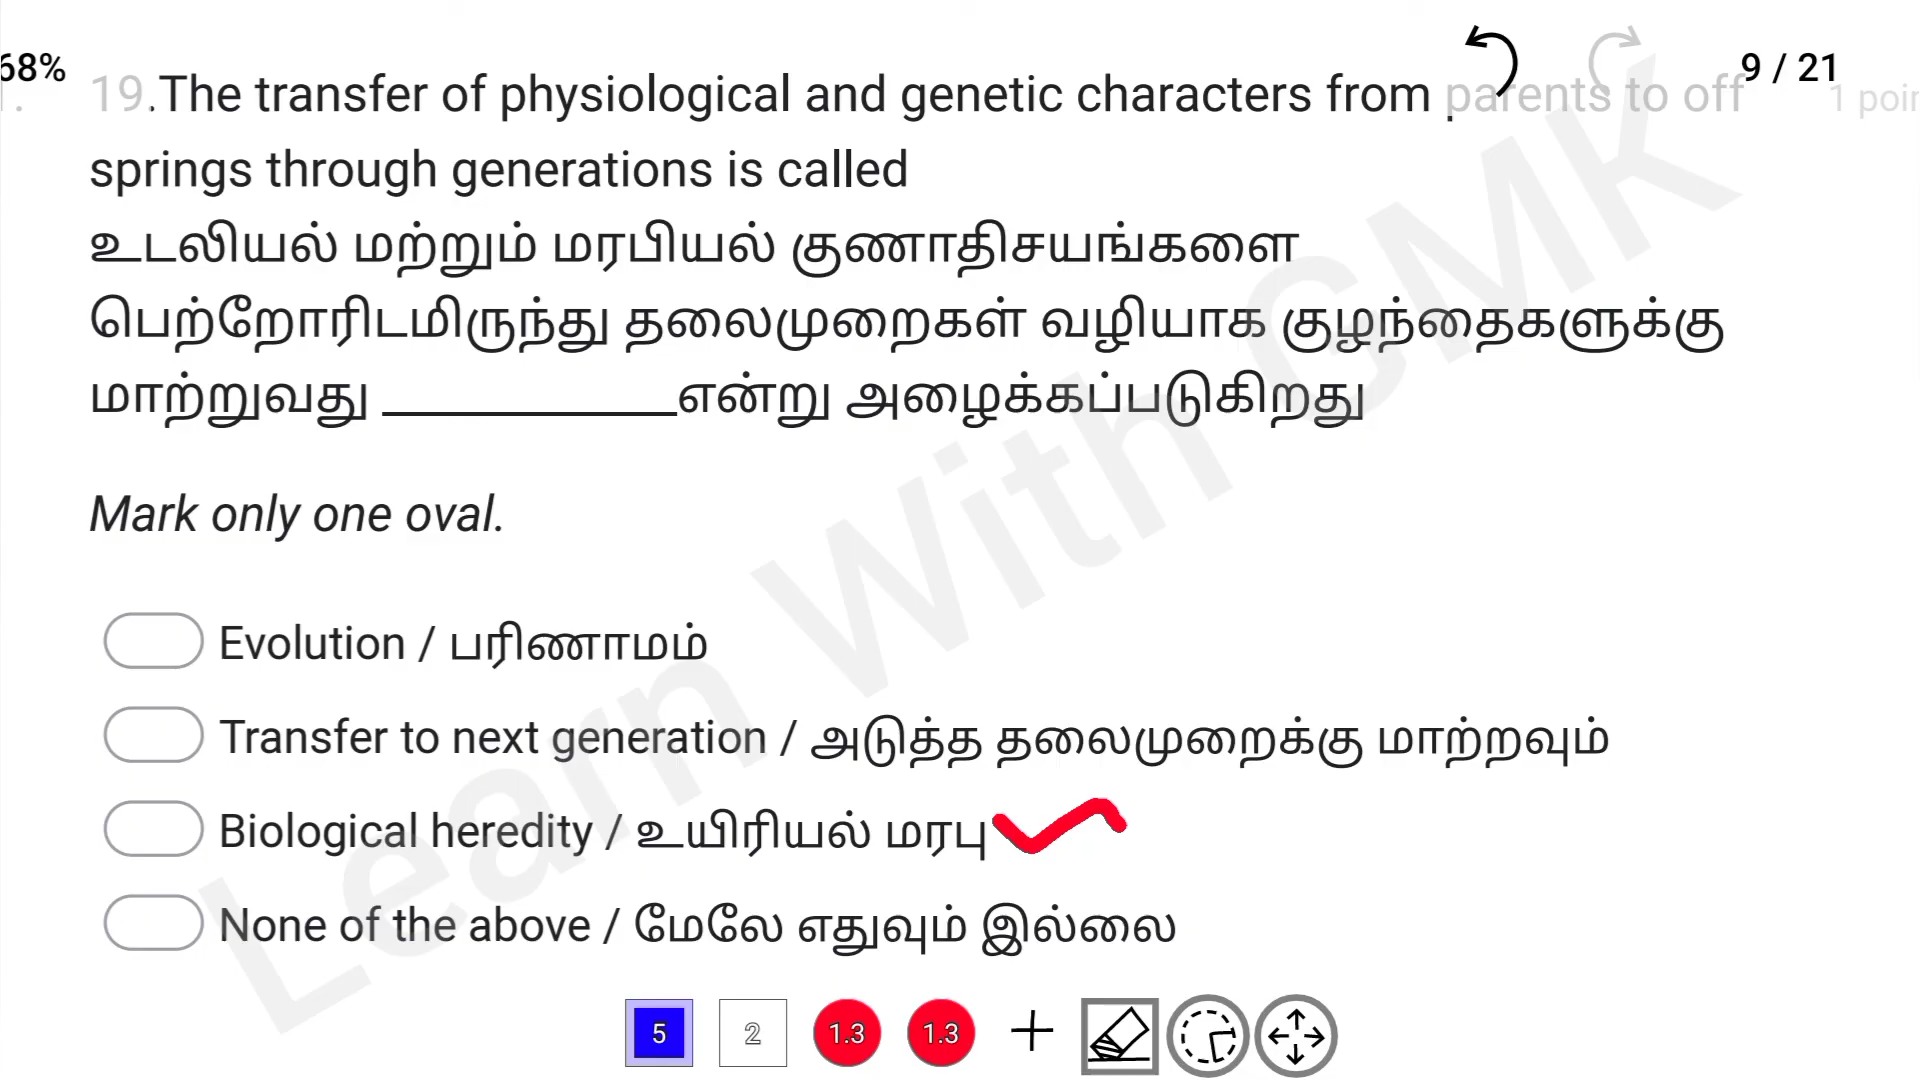 68%
9 / 21
19.The transfer of physiological and genetic characters from parents to off
springs through generations is called
உடலியல் மற்றும் மரபியல் குணாதிசயங்களை
பெற்றோரிடமிருந்து தலைமுறைகள் வழியாக குழந்தைகளுக்கு
மாற்றுவது ____________என்று அழைக்கப்படுகிறது
Mark only one oval.
Evolution / பரிணாமம்
Transfer to next generation / அடுத்த தலைமுறைக்கு மாற்றவும்
Biological heredity / உயிரியல் மரபு
None of the above / மேலே எதுவும் இல்லை
Learn With GMK
5 2 1.3 1.3